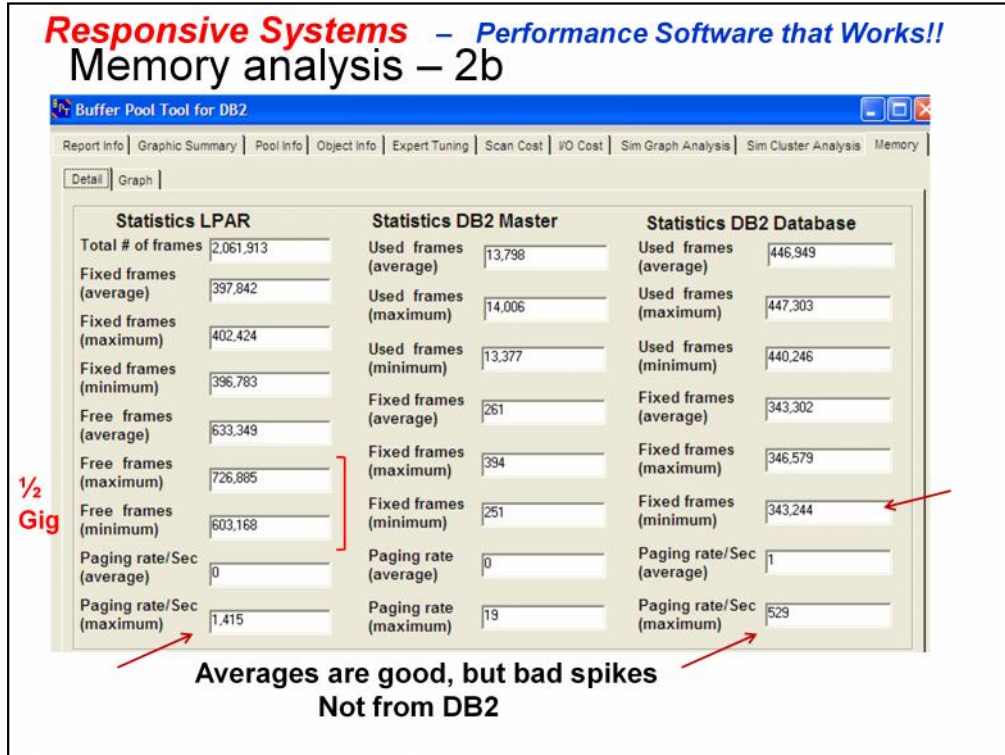 Responsive Systems – Performance Software that Works!!
Memory analysis – 2b
Buffer Pool Tool for DB2
Report Info Graphic Summary Pool Info Object Info Expert Tuning Scan Cost I/O Cost Sim Graph Analysis Sim Cluster Analysis Memory
Detail Graph
Statistics LPAR
Total # of frames 2,061,913
Fixed frames
(average) 397,842
Fixed frames
(maximum) 402,424
Fixed frames
(minimum) 396,783
Free frames
(average) 633,349
Free frames
(maximum) 726,885
Free frames
(minimum) 603,168
½
Gig
Paging rate/Sec
(average) 0
Paging rate/Sec
(maximum) 1,415
Statistics DB2 Master
Used frames
(average) 13,798
Used frames
(maximum) 14,006
Used frames
(minimum) 13,377
Fixed frames
(average) 261
Fixed frames
(maximum) 394
Fixed frames
(minimum) 251
Paging rate
(average) 0
Paging rate
(maximum) 19
Statistics DB2 Database
Used frames
(average) 446,949
Used frames
(maximum) 447,303
Used frames
(minimum) 440,246
Fixed frames
(average) 343,302
Fixed frames
(maximum) 346,579
Fixed frames
(minimum) 343,244
Paging rate/Sec
(average) 1
Paging rate/Sec
(maximum) 529
Averages are good, but bad spikes
Not from DB2